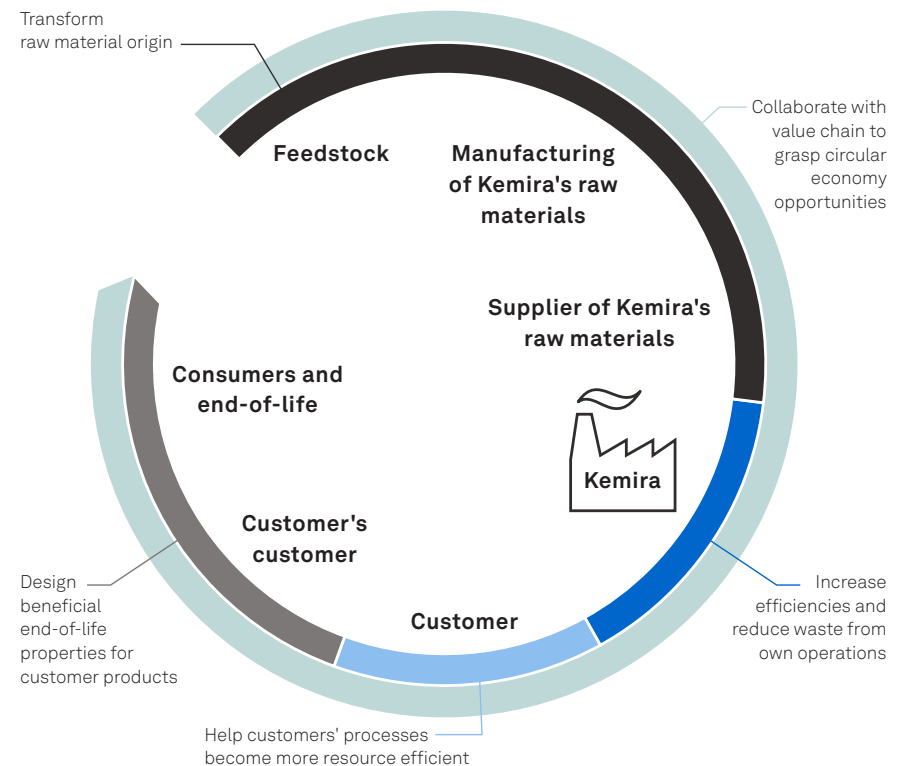 Transform
raw material origin
Collaborate with
value chain to
grasp circular
economy
opportunities
Feedstock
Manufacturing
of Kemira's raw
materials
Supplier of Kemira's
raw materials
Consumers and
end-of-life
Kemira
Customer's
customer
Customer
Design
beneficial
end-of-life
properties for
customer products
Increase
efficiencies and
reduce waste from
own operations
Help customers' processes
become more resource efficient